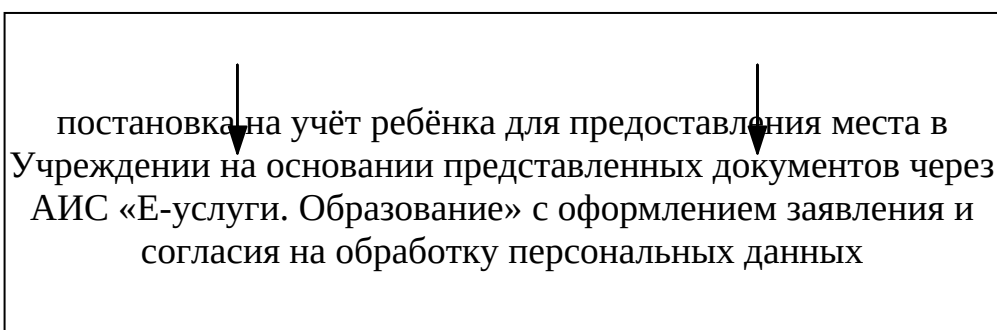 постановка на учёт ребёнка для предоставления места в
Учреждении на основании представленных документов через
АИС «Е-услуги. Образование» с оформлением заявления и
согласия на обработку персональных данных